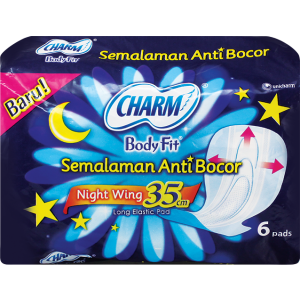 CHARM
Body Fit
Semalaman Anti Bocor
unicharm
Baru!
CHARM
Body Fit
Semalaman Anti Bocor
Night Wing 35cm
Long Elastic Pad
6 pads
CHARM